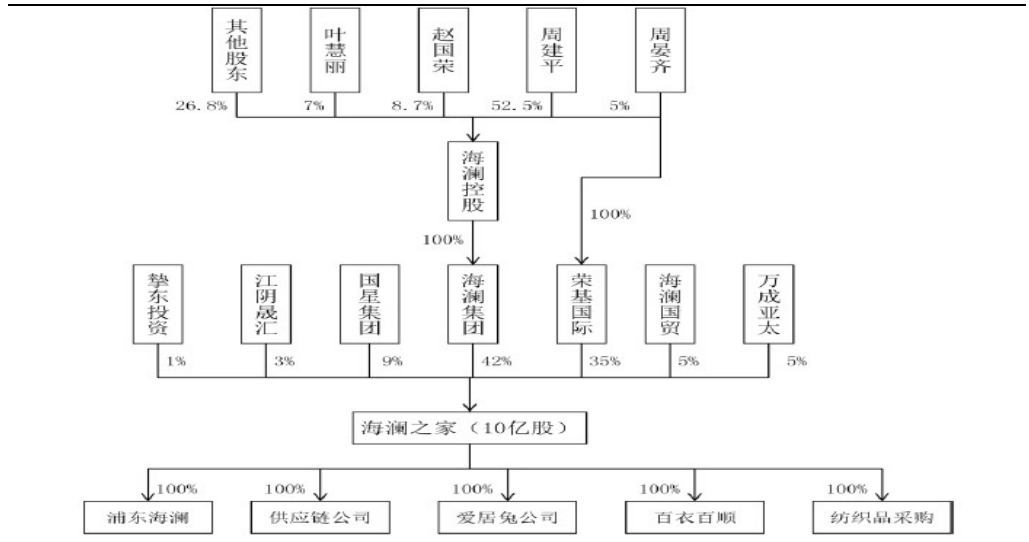 其他股东
叶慧丽
赵国荣
周建平
周晏齐
26.8%
7%
8.7%
52.5%
5%
海澜控股
100%
100%
挚东投资
江阴晟汇
国星集团
海澜集团
荣基国际
海澜国贸
万成亚太
1%
3%
9%
42%
35%
5%
5%
海澜之家（10亿股）
100%
100%
100%
100%
100%
浦东海澜
供应链公司
爱居兔公司
百衣百顺
纺织品采购